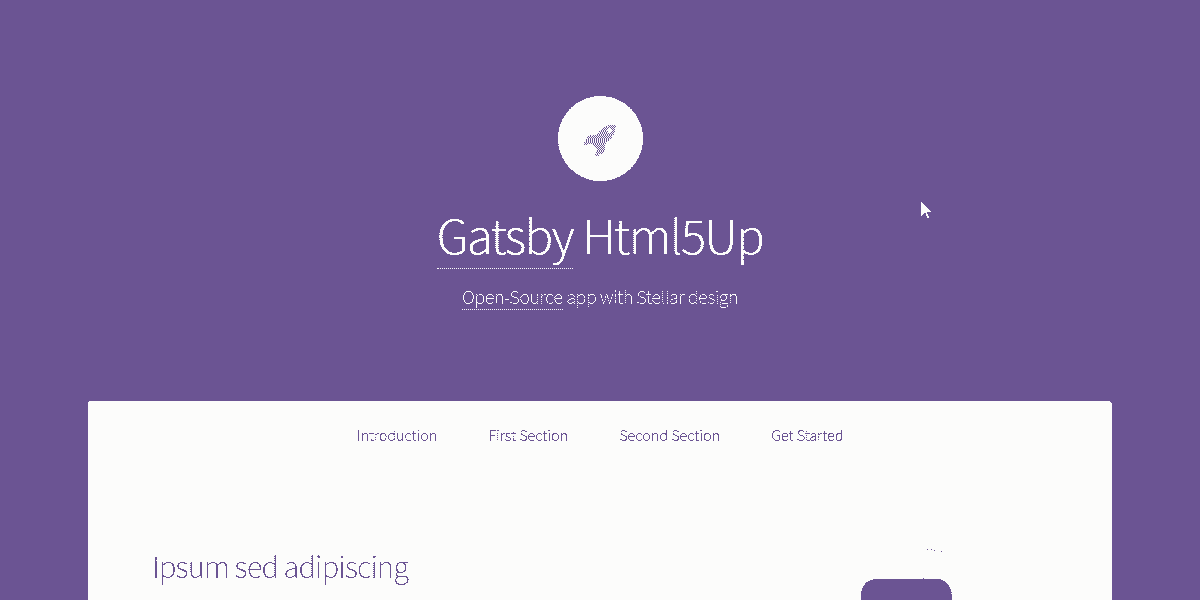 Gatsby Html5Up
Open-Source app with Stellar design
Introduction First Section Second Section Get Started
Ipsum sed adipiscing